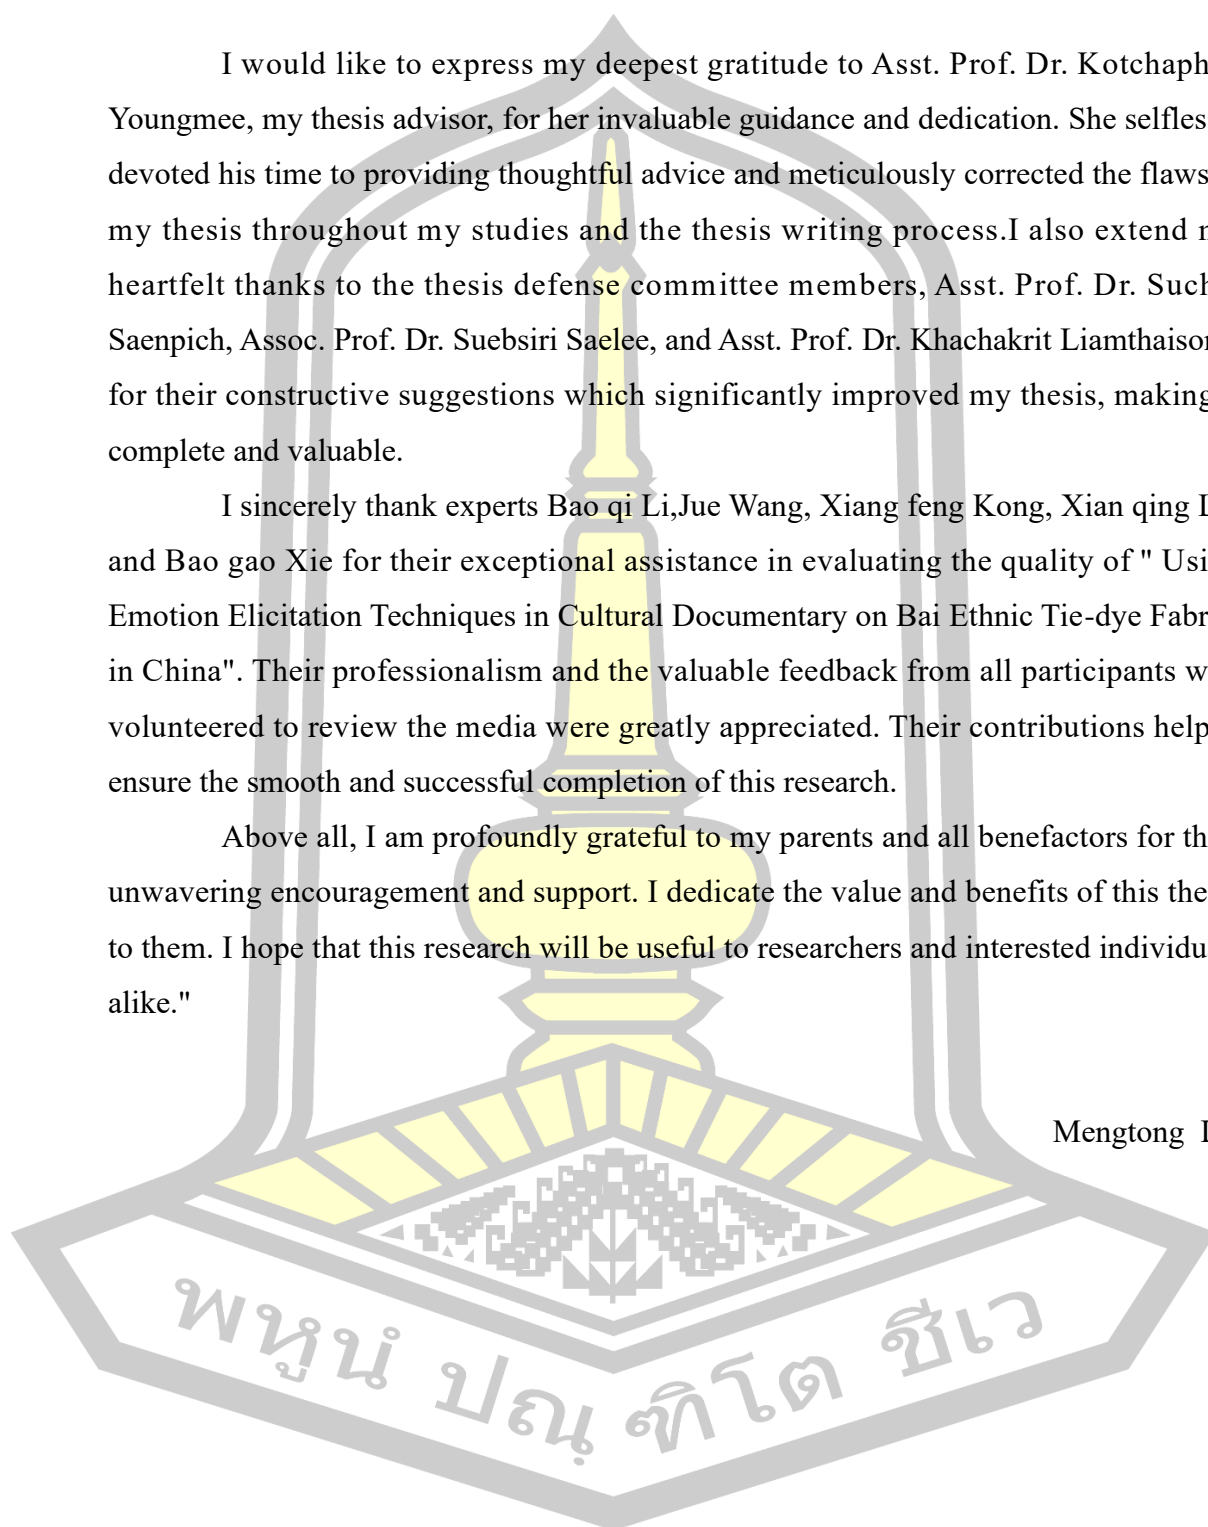 I would like to express my deepest gratitude to Asst. Prof. Dr. Kotchaph
Youngmee, my thesis advisor, for her invaluable guidance and dedication. She selfles
devoted his time to providing thoughtful advice and meticulously corrected the flaws
my thesis throughout my studies and the thesis writing process.I also extend
heartfelt thanks to the thesis defense committee members, Asst. Prof. Dr. Such
Saenpich, Assoc. Prof. Dr. Suebsiri Saelee, and Asst. Prof. Dr. Khachakrit Liamthaison
for their constructive suggestions which significantly improved my thesis, making
complete and valuable.
I sincerely thank experts Bao qi Li,Jue Wang, Xiang feng Kong, Xian qing
and Bao gao Xie for their exceptional assistance in evaluating the quality of " Usi
Emotion Elicitation Techniques in Cultural Documentary on Bai Ethnic Tie-dye Fabr
in China". Their professionalism and the valuable feedback from all participants w
volunteered to review the media were greatly appreciated. Their contributions help
ensure the smooth and successful completion of this research.
Above all, I am profoundly grateful to my parents and all benefactors for th
unwavering encouragement and support. I dedicate the value and benefits of this the
to them. I hope that this research will be useful to researchers and interested individu
alike."
Mengtong
พหูนํ ปณฺฑิโต ชีเว